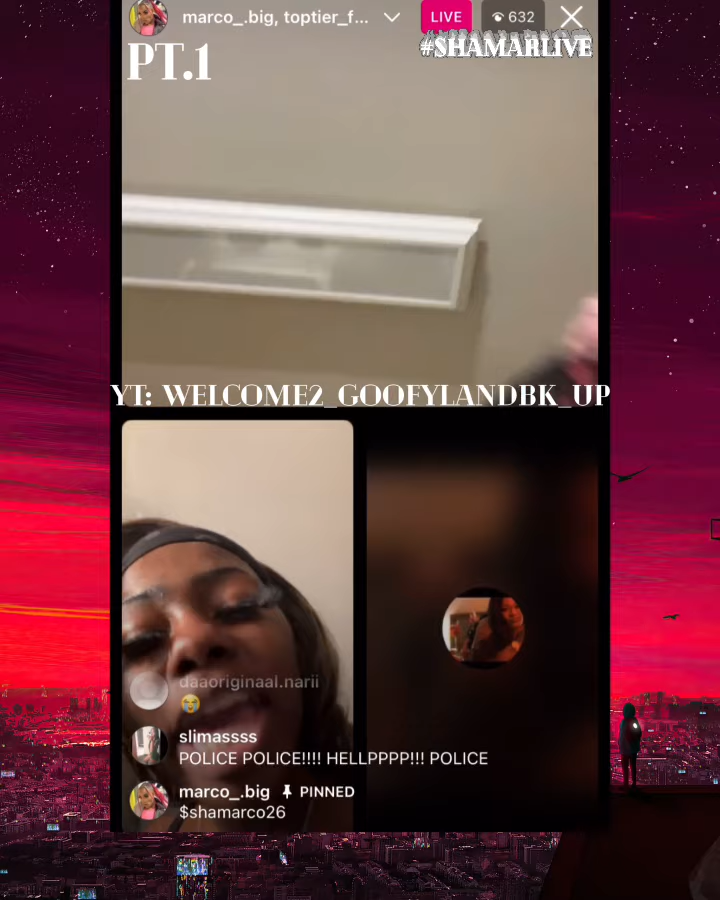 marco_.big, toptier_f...
LIVE
632
#SHAMARLIVE
PT.1
YT: WELCOME2_GOOFYLANDBK_UP
daaoriginaal.narii
😭
slimassss
POLICE POLICE!!!! HELLPPPP!!! POLICE
marco_.big PINNED
$shamarco26